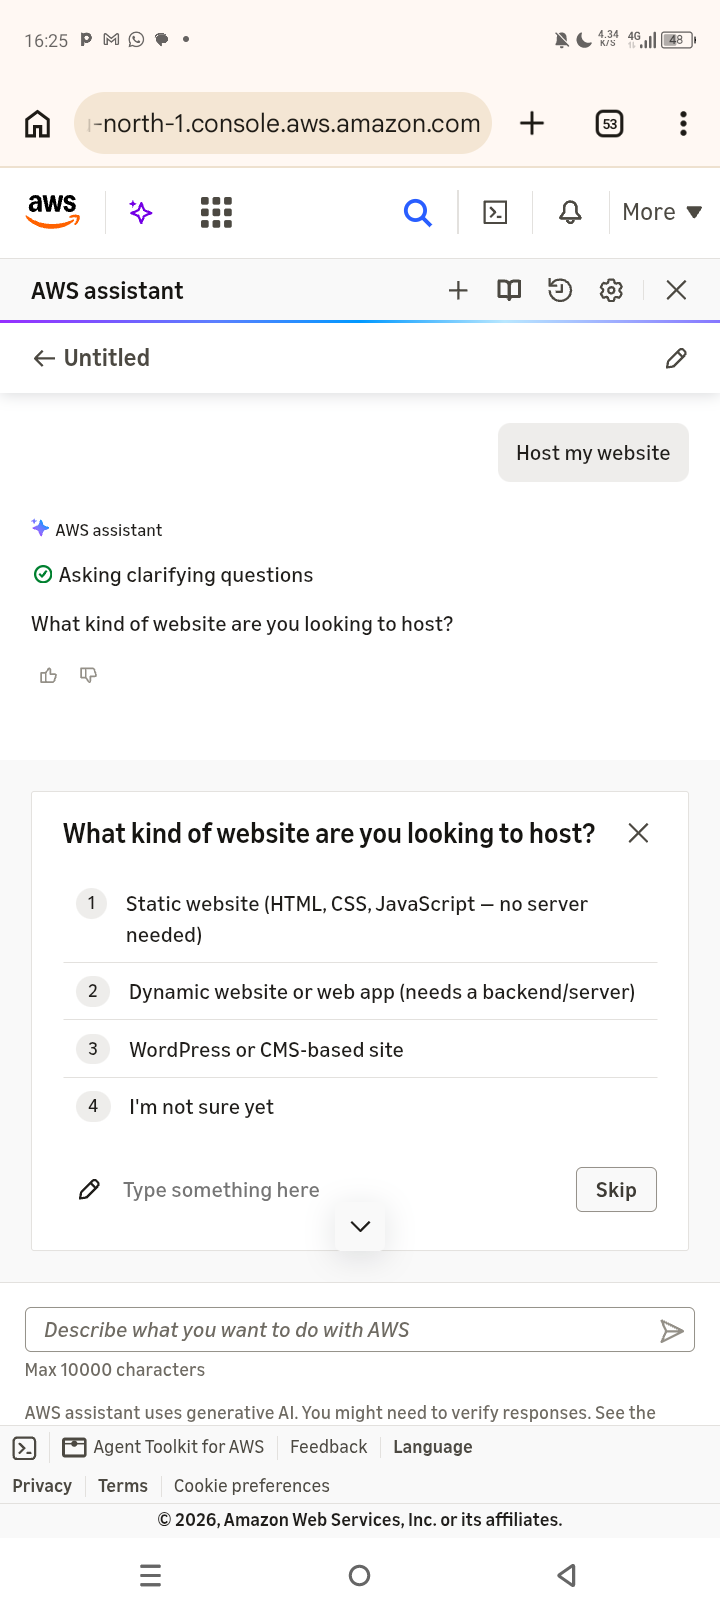 16:25
4.34
K/S
4G
48
-north-1.console.aws.amazon.com
53
aws
More
AWS assistant
Untitled
Host my website
AWS assistant
Asking clarifying questions
What kind of website are you looking to host?
What kind of website are you looking to host?
1 Static website (HTML, CSS, JavaScript — no server
needed)
2 Dynamic website or web app (needs a backend/server)
3 WordPress or CMS-based site
4 I'm not sure yet
Type something here
Skip
Describe what you want to do with AWS
Max 10000 characters
AWS assistant uses generative AI. You might need to verify responses. See the
Agent Toolkit for AWS Feedback Language
Privacy Terms Cookie preferences
© 2026, Amazon Web Services, Inc. or its affiliates.